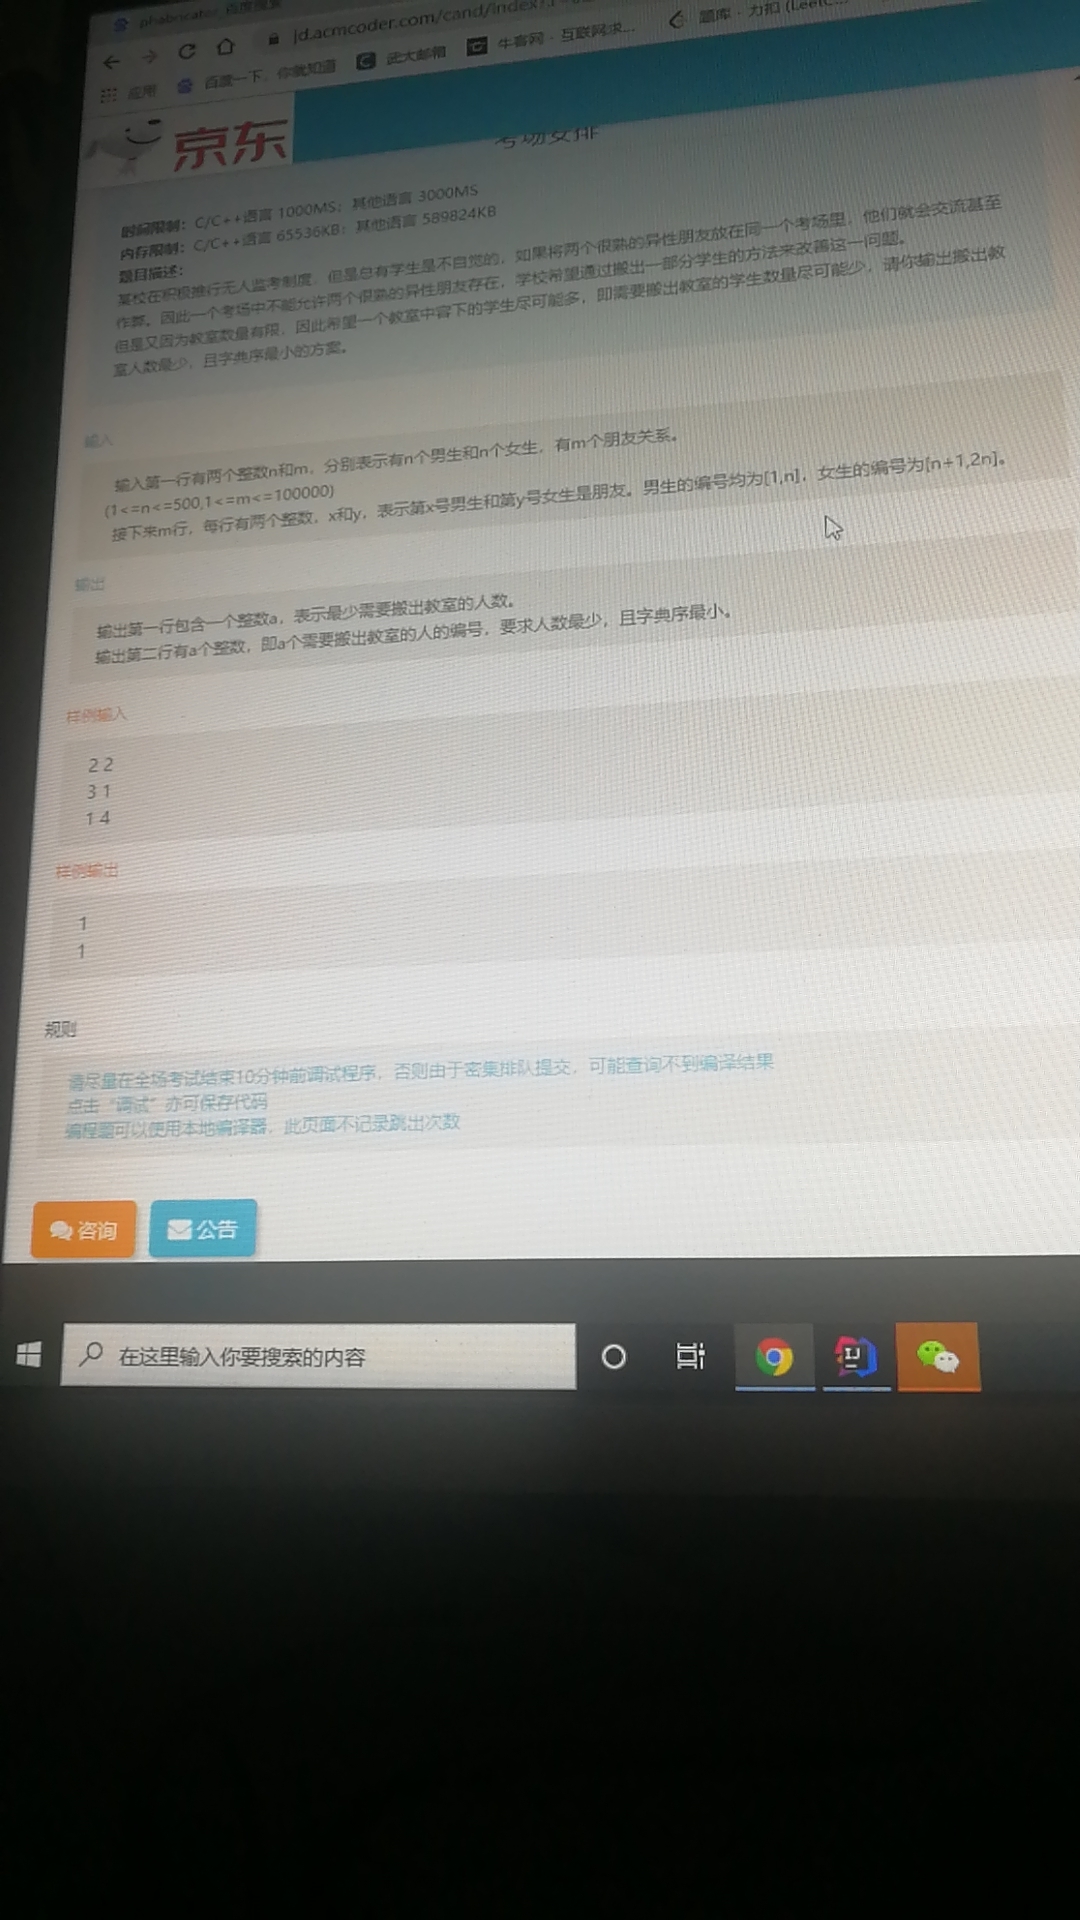 phabricator_百度搜索
jd.acmcoder.com/cand/index
应用 百度一下，你就知道 武大邮箱 牛客网 - 互联网求... 题库 - 力扣 (LeetC...
京东
考场安排
时间限制：C/C++语言 1000MS；其他语言 3000MS
内存限制：C/C++语言 65536KB；其他语言 589824KB
题目描述：
某校在积极推行无人监考制度，但是总有学生是不自觉的，如果将两个很熟的异性朋友放在同一个考场里，他们就会交流甚至
作弊。因此一个考场中不能允许两个很熟的异性朋友存在，学校希望通过搬出一部分学生的方法来改善这一问题。
但是又因为教室数量有限，因此希望一个教室中容下的学生尽可能多，即需要搬出教室的学生数量尽可能少，请你输出搬出教
室人数最少，且字典序最小的方案。
输入
输入第一行有两个整数n和m，分别表示有n个男生和n个女生，有m个朋友关系。
(1<=n<=500,1<=m<=100000)
接下来m行，每行有两个整数，x和y，表示第x号男生和第y号女生是朋友。男生的编号均为[1,n]，女生的编号为[n+1,2n]。
输出
输出第一行包含一个整数a，表示最少需要搬出教室的人数。
输出第二行有a个整数，即a个需要搬出教室的人的编号，要求人数最少，且字典序最小。
样例输入
2 2
3 1
1 4
样例输出
1
1
规则
请尽量在全场考试结束10分钟前调试程序，否则由于密集排队提交，可能查询不到编译结果
点击“调试”亦可保存代码
编程题可以使用本地编译器，此页面不记录跳出次数
咨询 公告
在这里输入你要搜索的内容